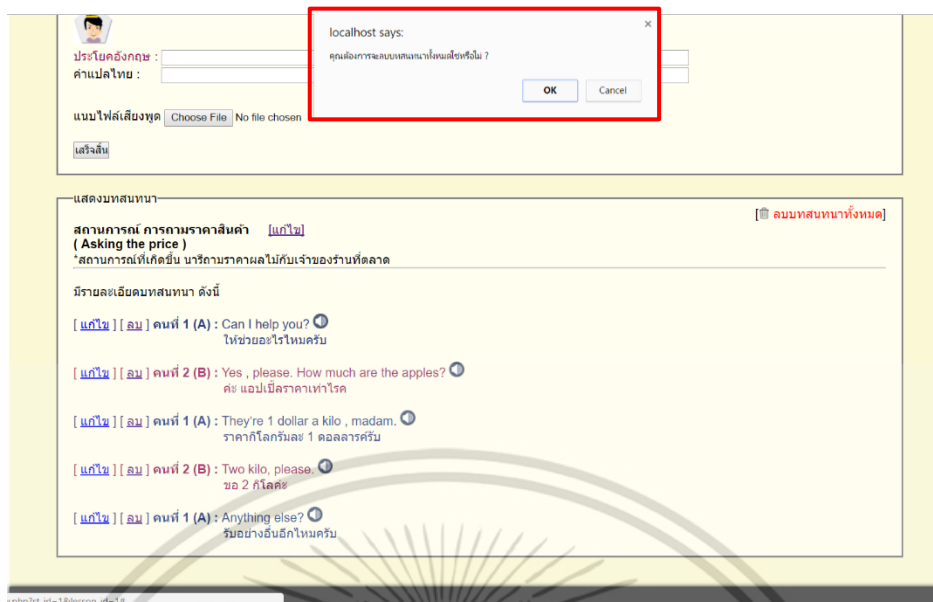 localhost says:
คุณต้องการจะลบบทสนทนาทั้งหมดใช่หรือไม่ ?
OK Cancel
ประโยคอังกฤษ :
คำแปลไทย :
แนบไฟล์เสียงพูด Choose File No file chosen
เสร็จสิ้น
แสดงบทสนทนา
[ ลบบทสนทนาทั้งหมด]
สถานการณ์ การถามราคาสินค้า [แก้ไข]
( Asking the price )
*สถานการณ์ที่เกิดขึ้น นารีถามราคาผลไม้กับเจ้าของร้านที่ตลาด
มีรายละเอียดบทสนทนา ดังนี้
[ แก้ไข ] [ ลบ ] คนที่ 1 (A) : Can I help you?
ให้ช่วยอะไรไหมครับ
[ แก้ไข ] [ ลบ ] คนที่ 2 (B) : Yes , please. How much are the apples?
ค่ะ แอปเปิ้ลราคาเท่าไรค
[ แก้ไข ] [ ลบ ] คนที่ 1 (A) : They're 1 dollar a kilo , madam.
ราคากิโลกรัมละ 1 ดอลลารค์รับ
[ แก้ไข ] [ ลบ ] คนที่ 2 (B) : Two kilo, please.
ขอ 2 กิโลค่ะ
[ แก้ไข ] [ ลบ ] คนที่ 1 (A) : Anything else?
รับอย่างอื่นอีกไหมครับ